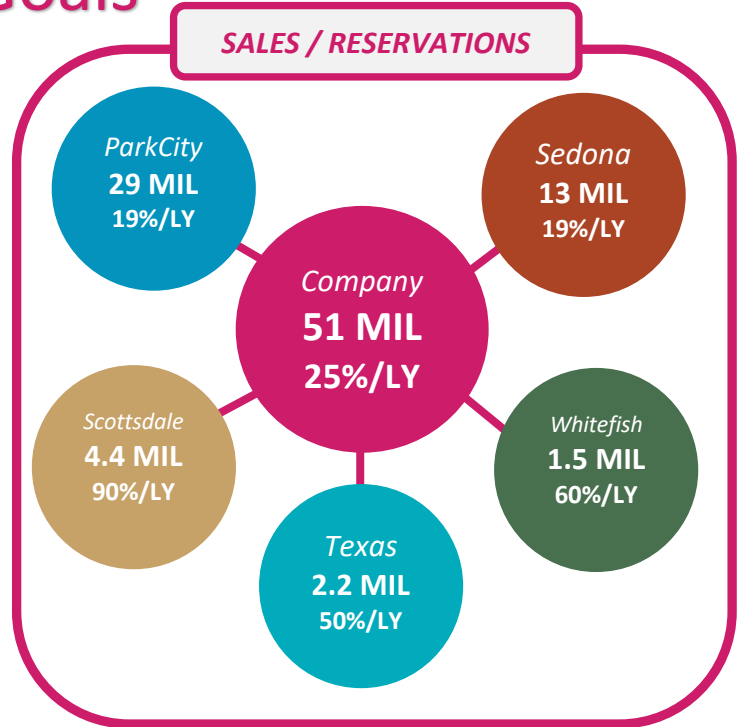 Goals
SALES / RESERVATIONS
ParkCity
29 MIL
19%/LY
Sedona
13 MIL
19%/LY
Company
51 MIL
25%/LY
Scottsdale
4.4 MIL
90%/LY
Whitefish
1.5 MIL
60%/LY
Texas
2.2 MIL
50%/LY